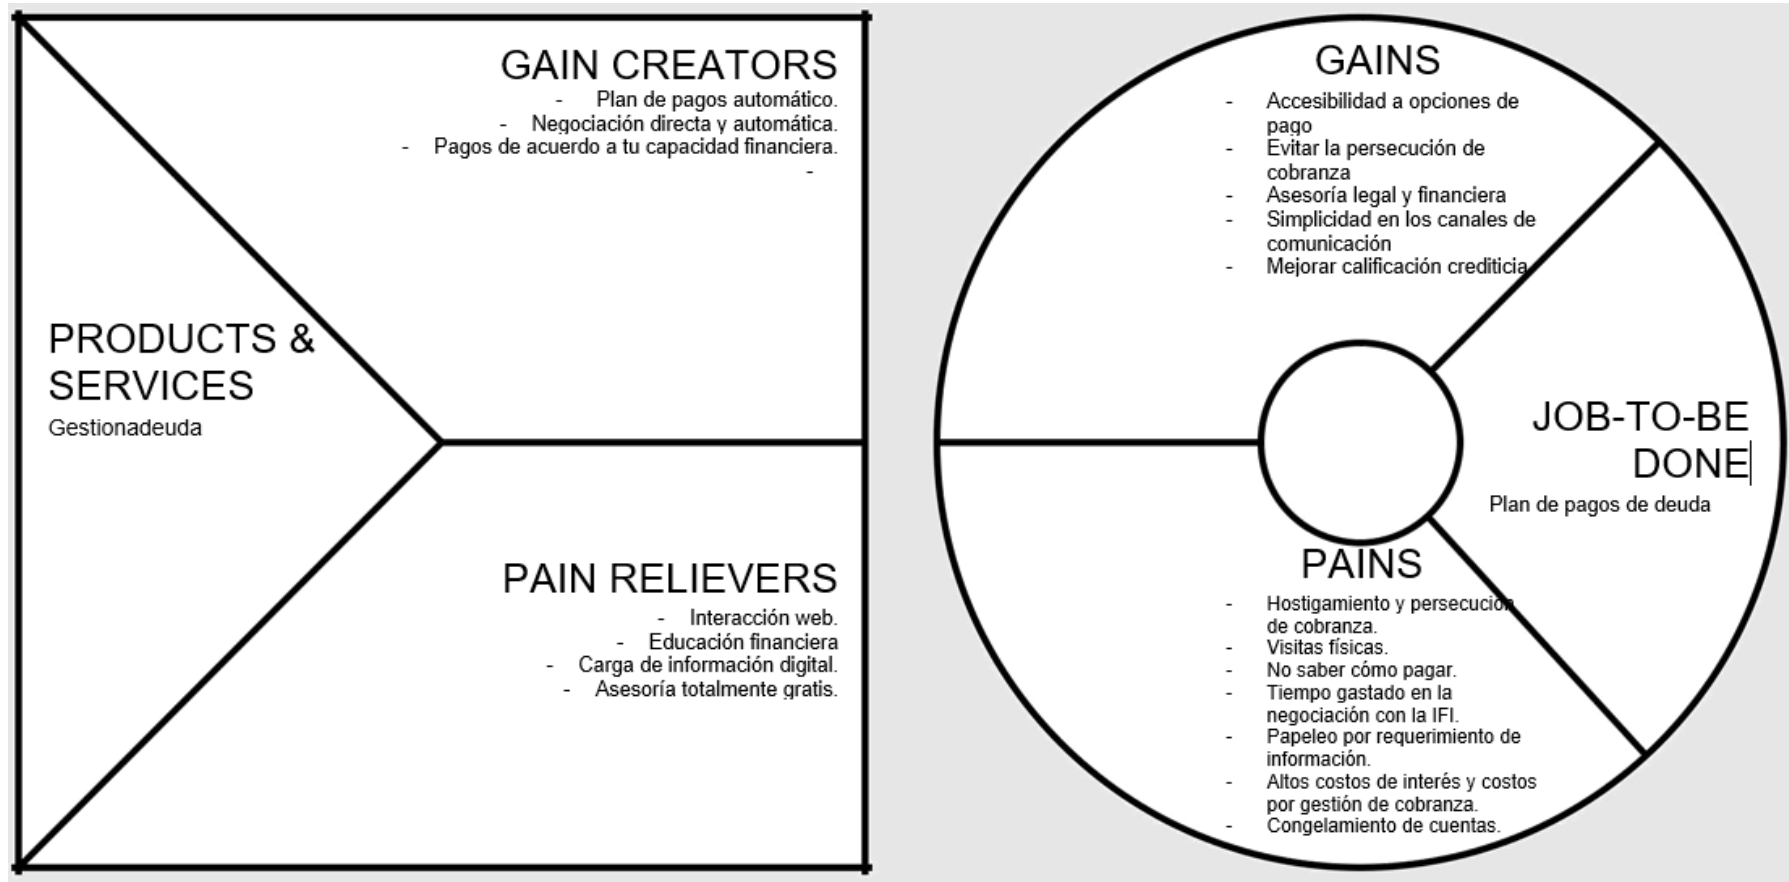 GAIN CREATORS
- Plan de pagos automático.
- Negociación directa y automática.
- Pagos de acuerdo a tu capacidad financiera.
-
PRODUCTS &
SERVICES
Gestionadeuda
PAIN RELIEVERS
- Interacción web.
- Educación financiera
- Carga de información digital.
- Asesoría totalmente gratis.
GAINS
- Accesibilidad a opciones de
pago
- Evitar la persecución de
cobranza
- Asesoría legal y financiera
- Simplicidad en los canales de
comunicación
- Mejorar calificación crediticia
JOB-TO-BE
DONE
Plan de pagos de deuda
PAINS
- Hostigamiento y persecución
de cobranza.
- Visitas físicas.
- No saber cómo pagar.
- Tiempo gastado en la
negociación con la IFI.
- Papeleo por requerimiento de
información.
- Altos costos de interés y costos
por gestión de cobranza.
- Congelamiento de cuentas.